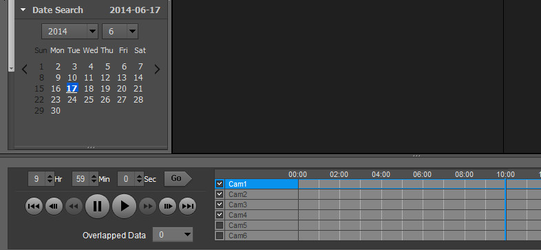 Date Search 2014-06-17
2014 6
Sun Mon Tue Wed Thu Fri Sat
1 2 3 4 5 6 7
8 9 10 11 12 13 14
15 16 17 18 19 20 21
22 23 24 25 26 27 28
29 30
9 Hr 59 Min 0 Sec Go
Overlapped Data 0
00:00 02:00 04:00 06:00 08:00 10:00 12:0
Cam1
Cam2
Cam3
Cam4
Cam5
Cam6